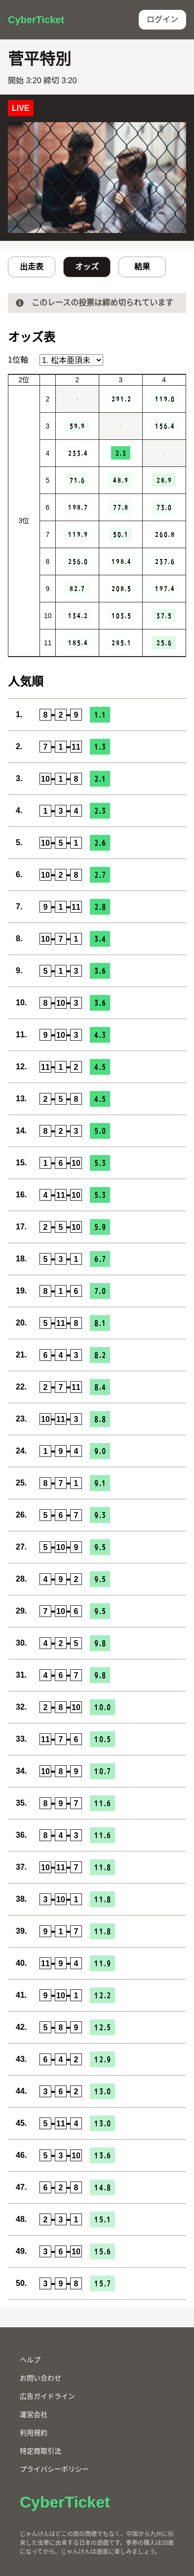 CyberTicket
ログイン
菅平特別
開始 3:20 締切 3:20
LIVE
出走表
オッズ
結果
このレースの投票は締め切られています
オッズ表
1位軸 1. 松本亜須未
2位 2 3 4
3位
2 - 291.2 119.0
3 59.9 - 156.4
4 233.4 2.3 -
5 71.6 48.9 28.9
6 198.7 77.8 73.0
7 119.9 50.1 260.8
8 256.0 198.4 237.6
9 82.7 208.5 197.4
10 134.2 103.5 37.5
11 185.4 285.1 25.6
人気順
1. 8-2-9 1.1
2. 7-1-11 1.3
3. 10-1-8 2.1
4. 1-3-4 2.3
5. 10-5-1 2.6
6. 10-2-8 2.7
7. 9-1-11 2.8
8. 10-7-1 3.4
9. 5-1-3 3.6
10. 8-10-3 3.6
11. 9-10-3 4.3
12. 11-1-2 4.5
13. 2-5-8 4.5
14. 8-2-3 5.0
15. 1-6-10 5.3
16. 4-11-10 5.3
17. 2-5-10 5.9
18. 5-3-1 6.7
19. 8-1-6 7.0
20. 5-11-8 8.1
21. 6-4-3 8.2
22. 2-7-11 8.4
23. 10-11-3 8.8
24. 1-9-4 9.0
25. 8-7-1 9.1
26. 5-6-7 9.3
27. 5-10-9 9.5
28. 4-9-2 9.5
29. 7-10-6 9.5
30. 4-2-5 9.8
31. 4-6-7 9.8
32. 2-8-10 10.0
33. 11-7-6 10.5
34. 10-8-9 10.7
35. 8-9-7 11.6
36. 8-4-3 11.6
37. 10-11-7 11.8
38. 3-10-1 11.8
39. 9-1-7 11.8
40. 11-9-4 11.9
41. 9-10-1 12.2
42. 5-8-9 12.5
43. 6-4-2 12.9
44. 3-6-2 13.0
45. 5-11-4 13.0
46. 5-3-10 13.6
47. 6-2-8 14.8
48. 2-3-1 15.1
49. 3-6-10 15.6
50. 3-9-8 15.7
ヘルプ
お問い合わせ
広告ガイドライン
運営会社
利用規約
特定商取引法
プライバシーポリシー
CyberTicket
じゃんけんはどこの国の商標でもなく、中国から九州に伝
来した虫拳に由来する日本の遊戯です。拳券の購入は20歳
になってから。じゃんけんは適度に楽しみましょう。